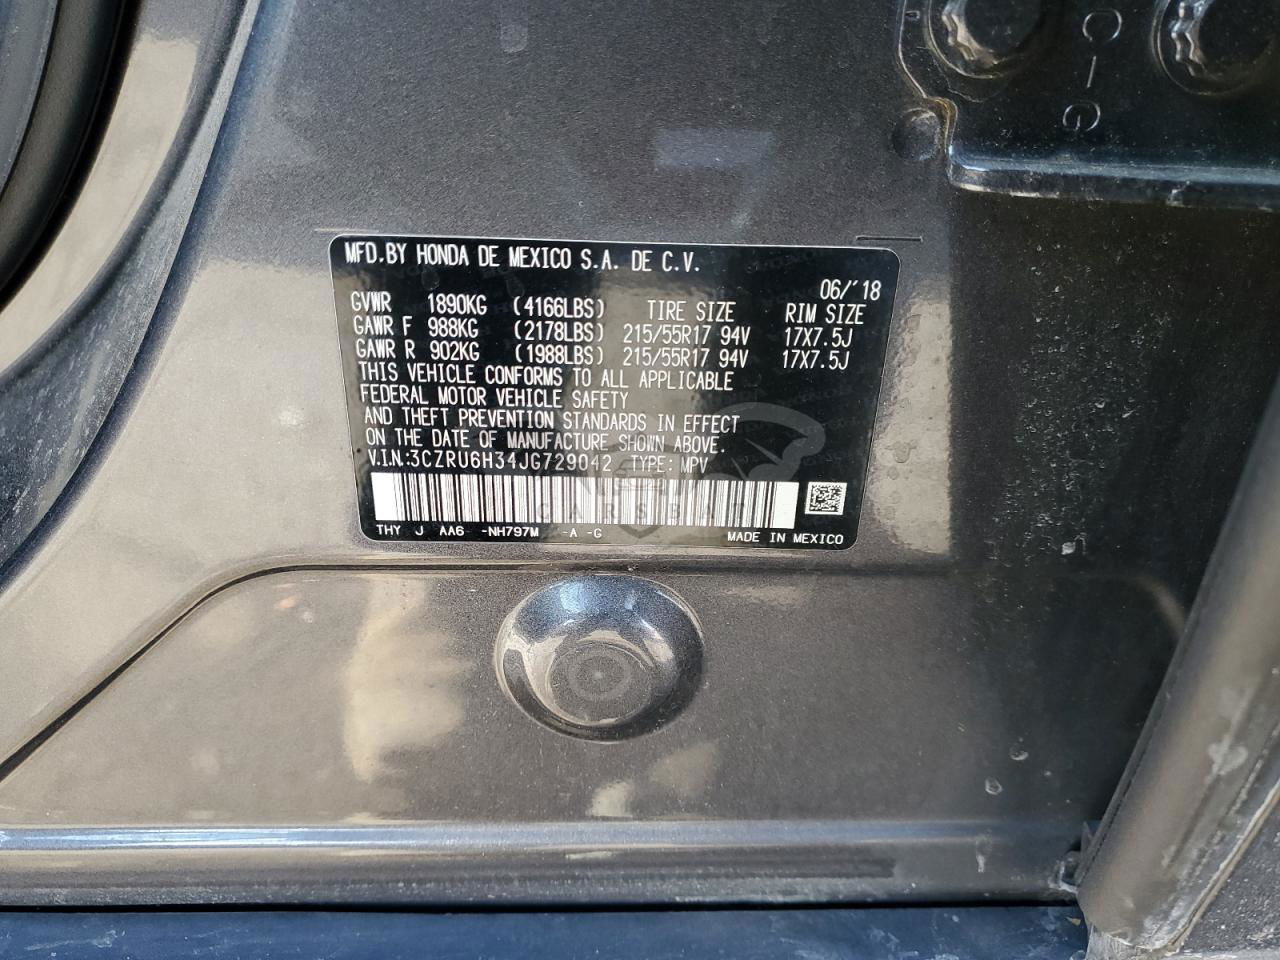 MFD.BY HONDA DE MEXICO S.A. DE C.V.
06/'18
GVWR 1890KG (4166LBS) TIRE SIZE RIM SIZE
GAWR F 988KG (2178LBS) 215/55R17 94V 17X7.5J
GAWR R 902KG (1988LBS) 215/55R17 94V 17X7.5J
THIS VEHICLE CONFORMS TO ALL APPLICABLE
FEDERAL MOTOR VEHICLE SAFETY
AND THEFT PREVENTION STANDARDS IN EFFECT
ON THE DATE OF MANUFACTURE SHOWN ABOVE.
V.I.N:3CZRU6H34JG729042 TYPE: MPV
THY J AA6 -NH797M -A -G MADE IN MEXICO